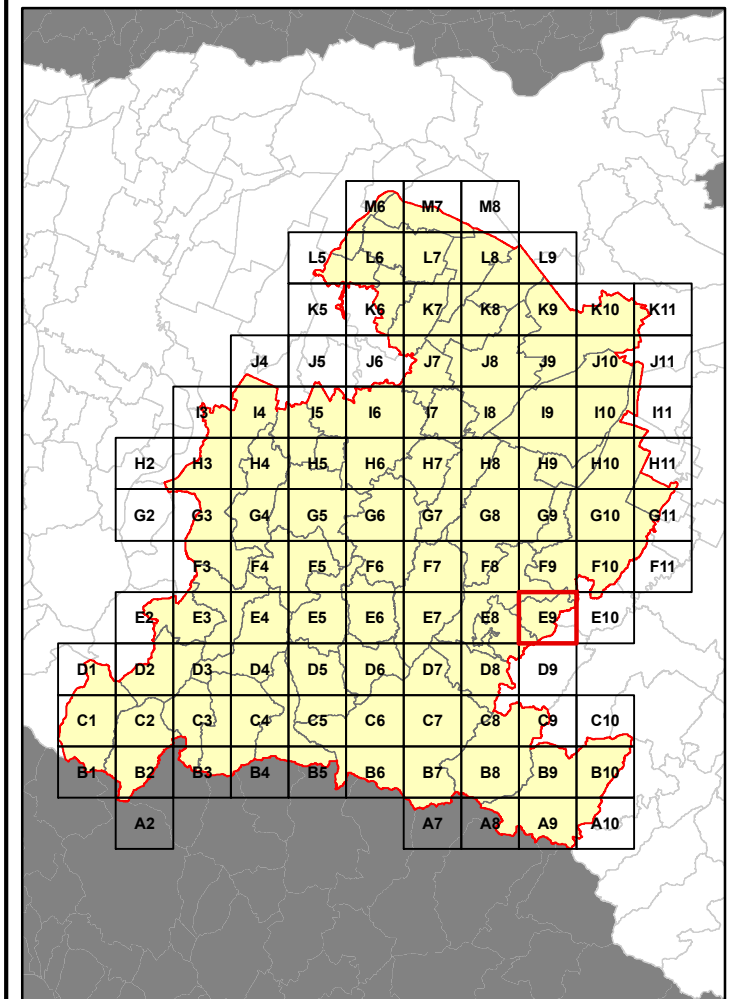 M6 M7 M8
L5 L6 L7 L8 L9
K5 K6 K7 K8 K9 K10 K11
J4 J5 J6 J7 J8 J9 J10 J11
I3 I4 I5 I6 I7 I8 I9 I10 I11
H2 H3 H4 H5 H6 H7 H8 H9 H10 H11
G2 G3 G4 G5 G6 G7 G8 G9 G10 G11
F3 F4 F5 F6 F7 F8 F9 F10 F11
E2 E3 E4 E5 E6 E7 E8 E9 E10
D1 D2 D3 D4 D5 D6 D7 D8 D9
C1 C2 C3 C4 C5 C6 C7 C8 C9 C10
B1 B2 B3 B4 B5 B6 B7 B8 B9 B10
A2 A7 A8 A9 A10